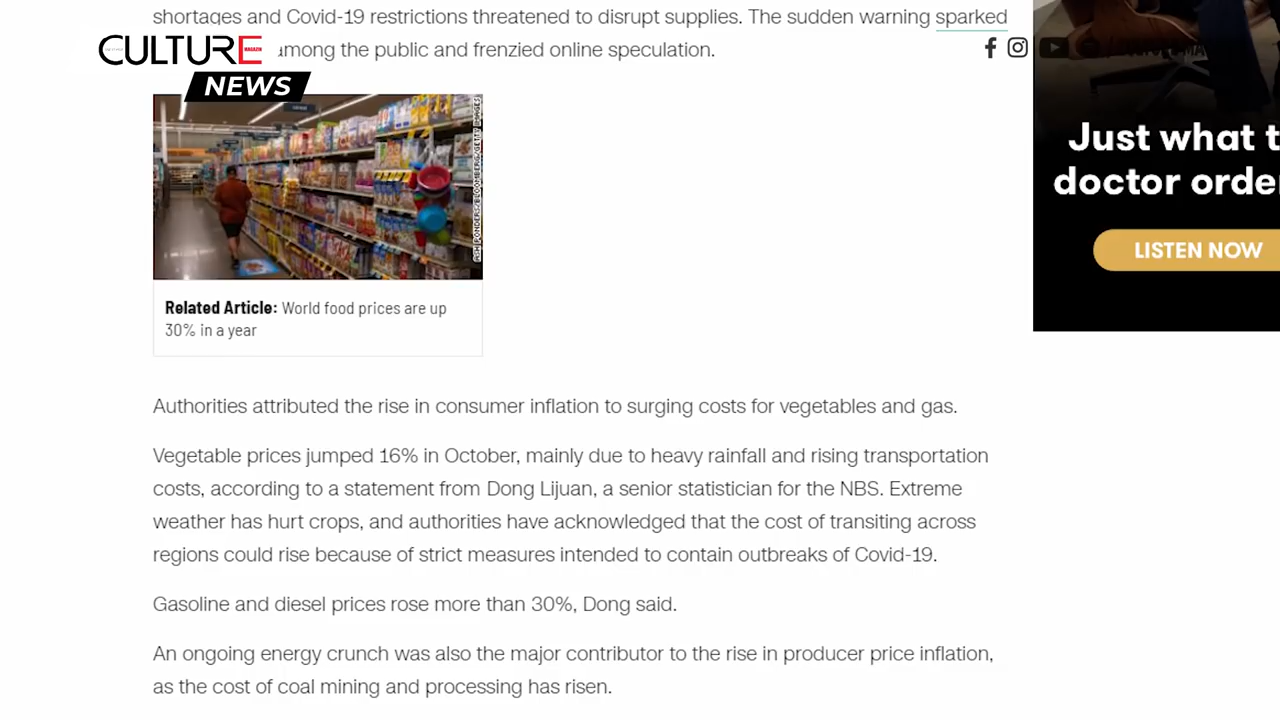 shortages and Covid-19 restrictions threatened to disrupt supplies. The sudden warning sparked
among the public and frenzied online speculation.
CULTURE
MAGAZIN
NEWS
ASH PONDERS/BLOOMBERG/GETTY IMAGES
Related Article: World food prices are up
30% in a year
Just what t
doctor orde
LISTEN NOW
Authorities attributed the rise in consumer inflation to surging costs for vegetables and gas.
Vegetable prices jumped 16% in October, mainly due to heavy rainfall and rising transportation
costs, according to a statement from Dong Lijuan, a senior statistician for the NBS. Extreme
weather has hurt crops, and authorities have acknowledged that the cost of transiting across
regions could rise because of strict measures intended to contain outbreaks of Covid-19.
Gasoline and diesel prices rose more than 30%, Dong said.
An ongoing energy crunch was also the major contributor to the rise in producer price inflation,
as the cost of coal mining and processing has risen.